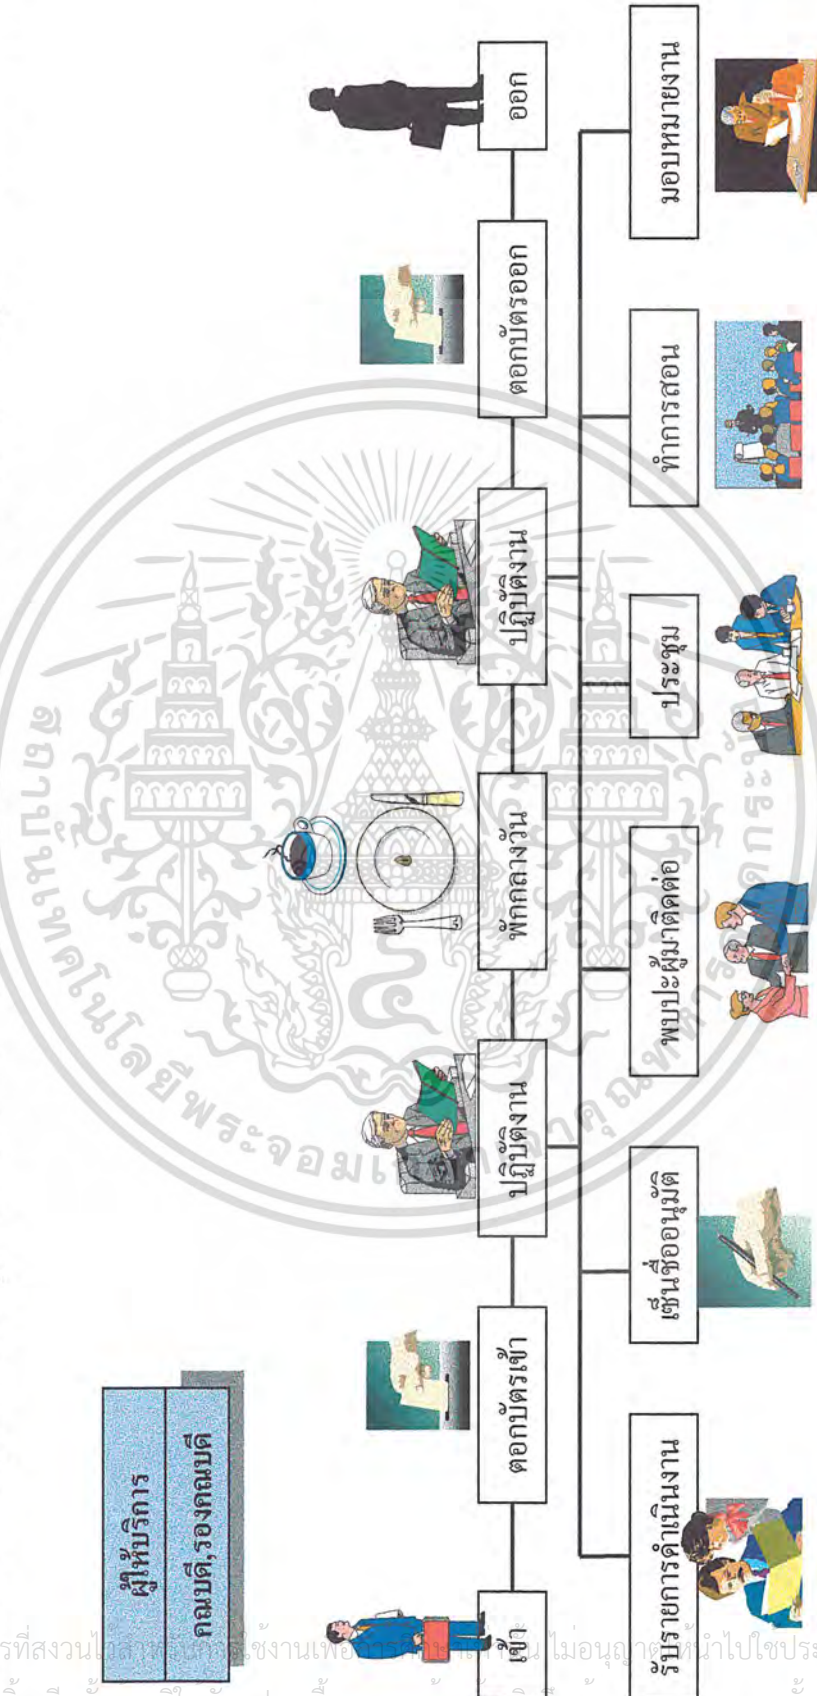 ผู้ให้บริการ
คณบดี,รองคณบดี
เข้า
ตอกบัตรเข้า
ปฏิบัติงาน
พักกลางวัน
ปฏิบัติงาน
ตอกบัตรออก
ออก
รับรายการดำเนินงาน
เซ็นชื่ออนุมัติ
พบปะผู้มาติดต่อ
ประชุม
ทำการสอน
มอบหมายงาน